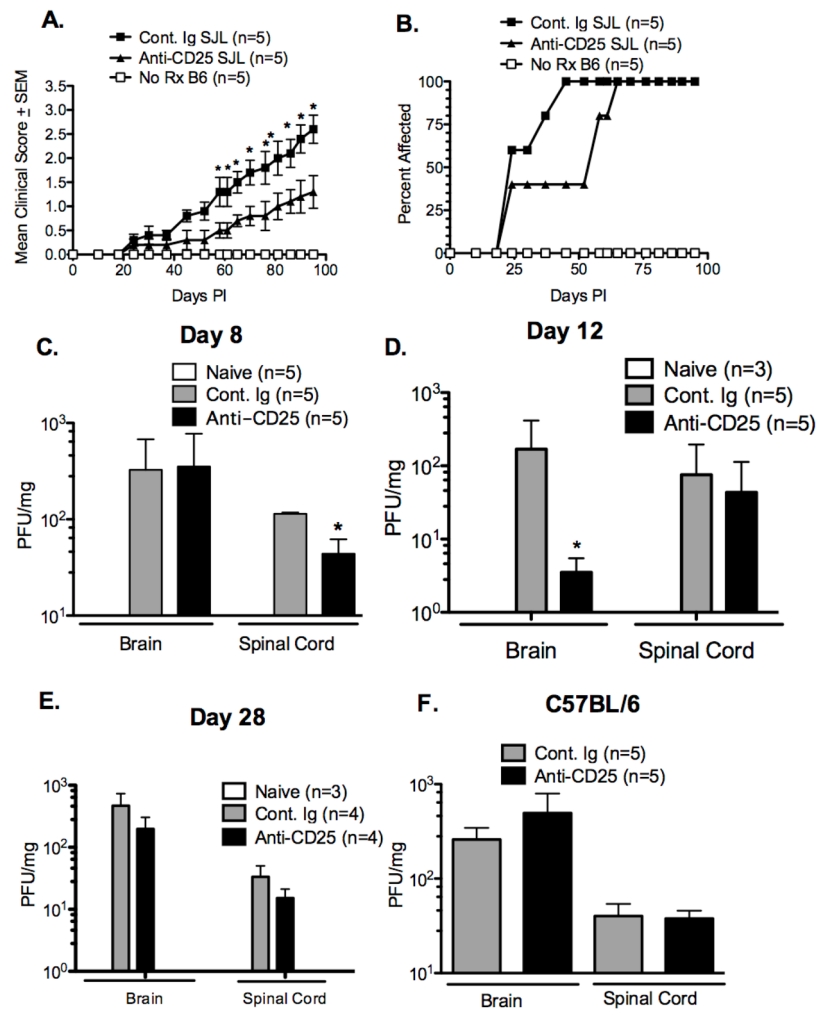 A.
Cont. Ig SJL (n=5)
Anti-CD25 SJL (n=5)
No Rx B6 (n=5)
Mean Clinical Score ± SEM
3.5
3.0
2.5
2.0
1.5
1.0
0.5
0.0
* * * * * * * *
0 20 40 60 80 100
Days PI
B.
Cont. Ig SJL (n=5)
Anti-CD25 SJL (n=5)
No Rx B6 (n=5)
Percent Affected
100
75
50
25
0
0 25 50 75 100
Days PI
C.
Day 8
Naive (n=5)
Cont. Ig (n=5)
Anti-CD25 (n=5)
PFU/mg
10³
10²
10¹
*
Brain Spinal Cord
D.
Day 12
Naive (n=3)
Cont. Ig (n=5)
Anti-CD25 (n=5)
PFU/mg
10³
10²
10¹
10⁰
*
Brain Spinal Cord
E.
Day 28
Naive (n=3)
Cont. Ig (n=4)
Anti-CD25 (n=4)
PFU/mg
10³
10²
10¹
10⁰
Brain Spinal Cord
F.
C57BL/6
Cont. Ig (n=5)
Anti-CD25 (n=5)
PFU/mg
10³
10²
10¹
Brain Spinal Cord